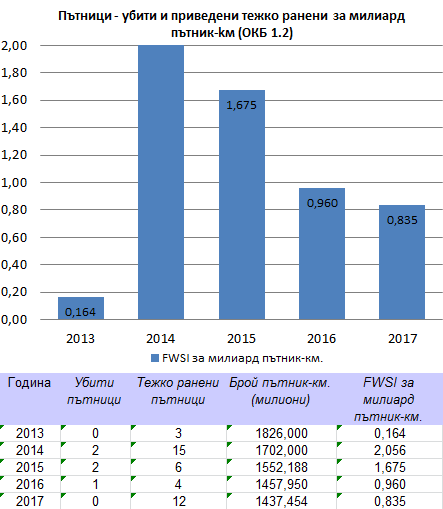 Пътници - убити и приведени тежко ранени за милиард
пътник-км (ОКБ 1.2)
2,00
1,80
1,60
1,40
1,20
1,00
0,80
0,60
0,40
0,20
0,00
0,164
1,675
0,960
0,835
2013 2014 2015 2016 2017
FWSI за милиард пътник-км.
Година Убити пътници Тежко ранени пътници Брой пътник-км. (милиони) FWSI за милиард пътник-км.
2013 0 3 1826,000 0,164
2014 2 15 1702,000 2,056
2015 2 6 1552,188 1,675
2016 1 4 1457,950 0,960
2017 0 12 1437,454 0,835